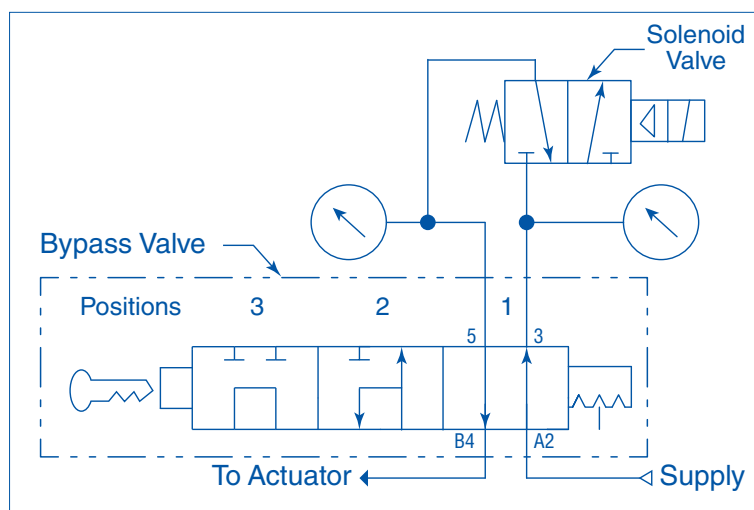 Solenoid
Valve
Bypass Valve
Positions 3 2 1
5 3
B4 A2
To Actuator Supply